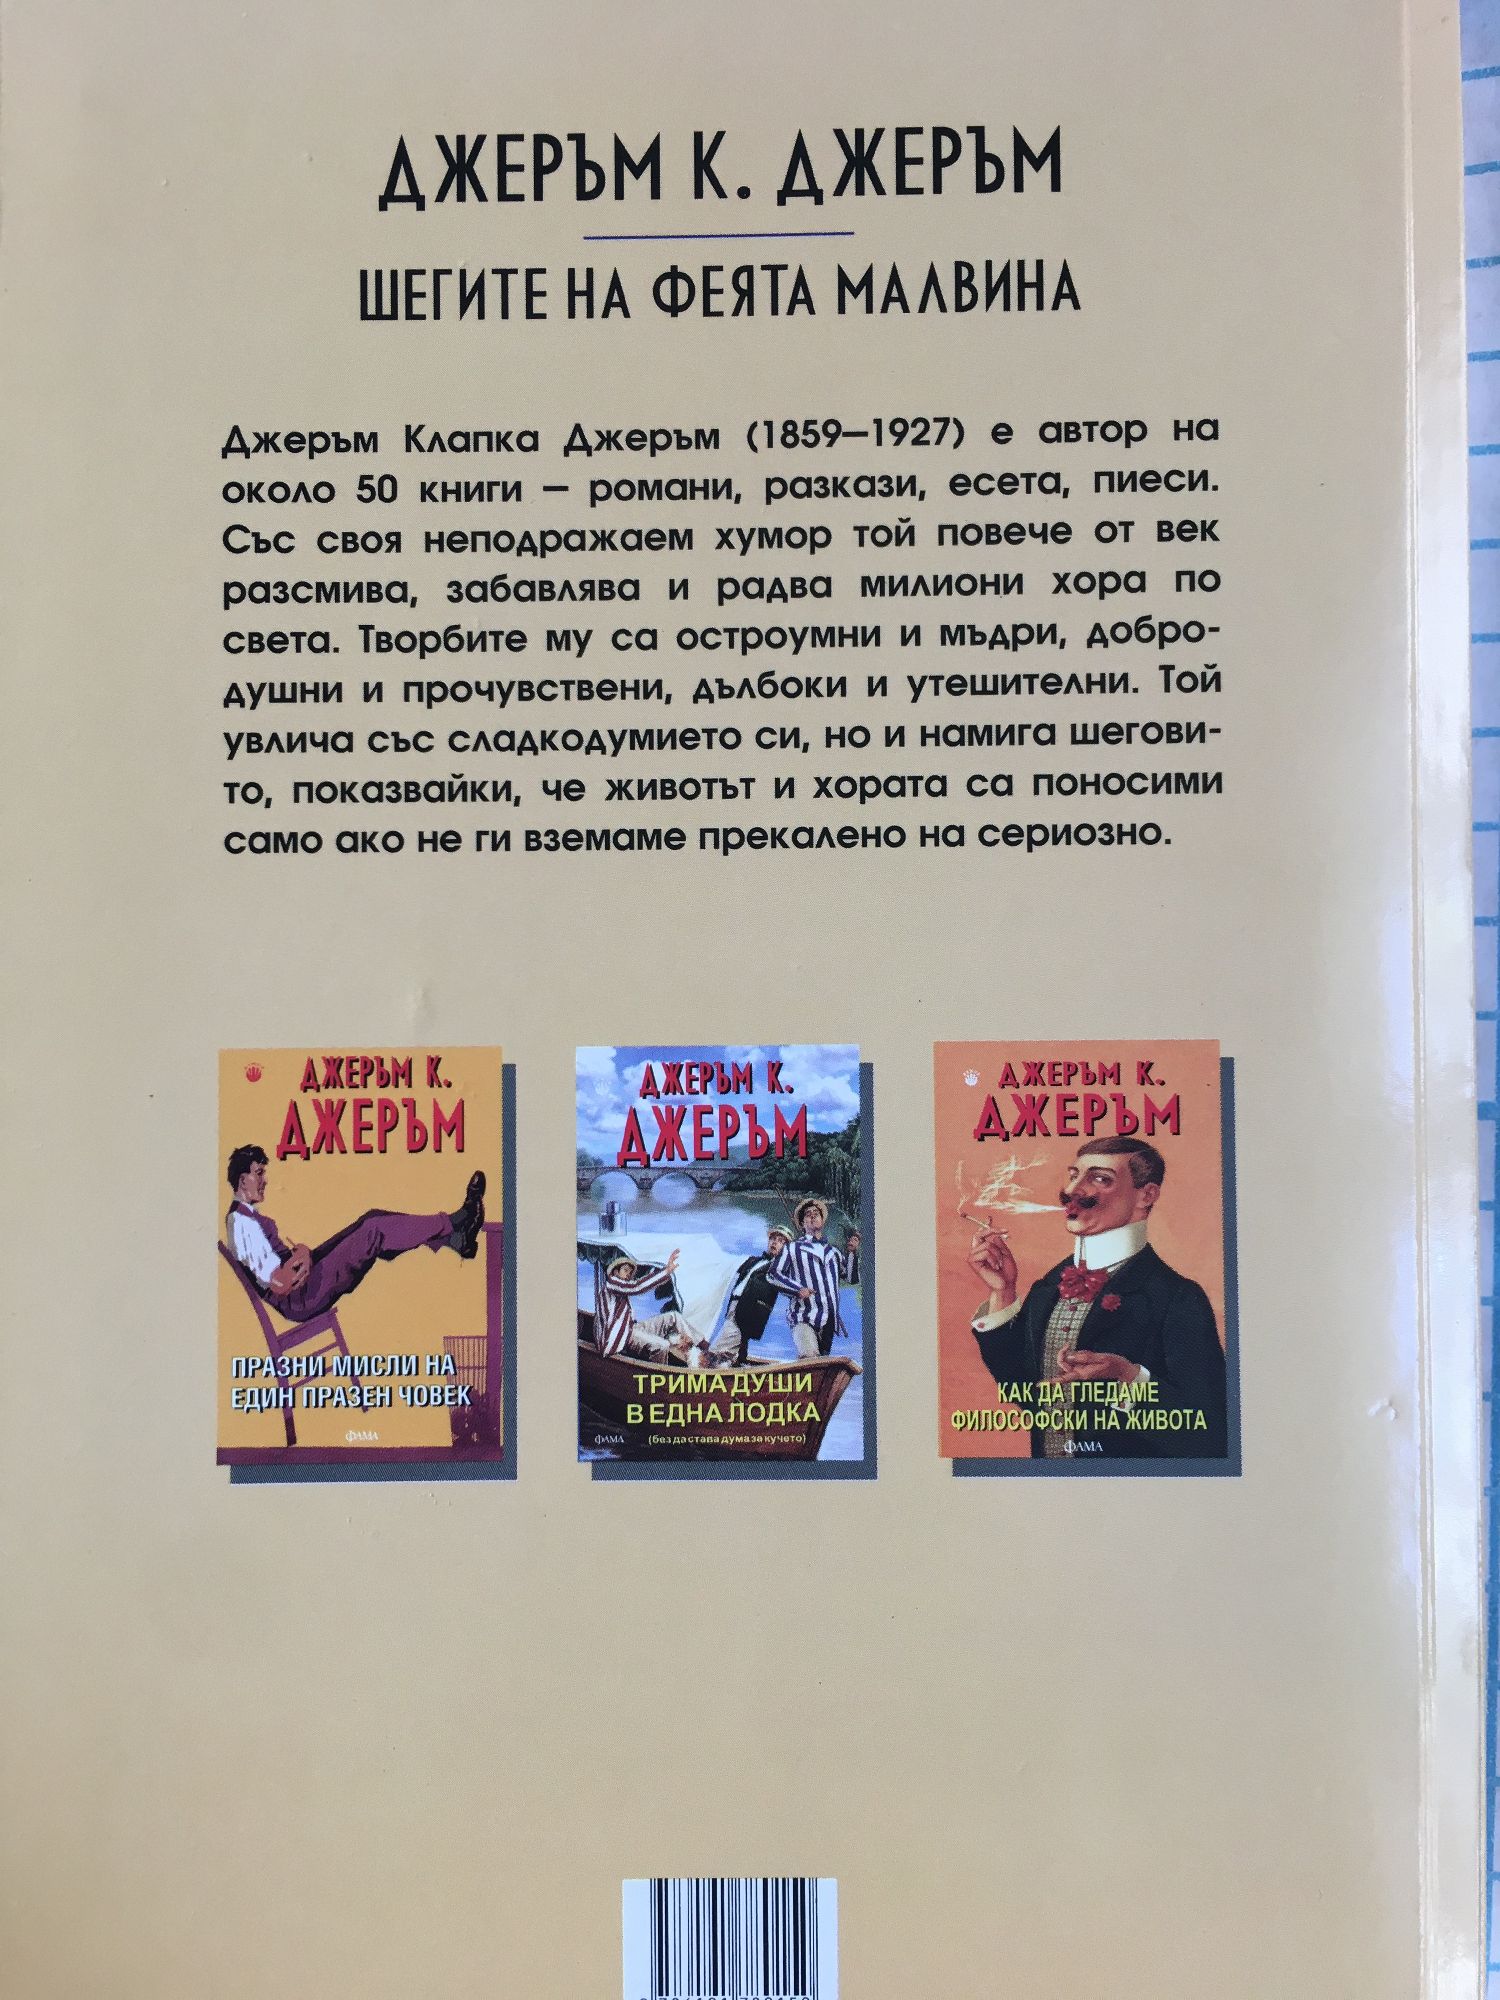 ДЖЕРЪМ К. ДЖЕРЪМ
ШЕГИТЕ НА ФЕЯТА МАЛВИНА
Джеръм Клапка Джеръм (1859–1927) е автор на
около 50 книги – романи, разкази, есета, пиеси.
Със своя неподражаем хумор той повече от век
разсмива, забавлява и радва милиони хора по
света. Творбите му са остроумни и мъдри, добро-
душни и прочувствени, дълбоки и утешителни. Той
увлича със сладкодумието си, но и намига шегови-
то, показвайки, че животът и хората са поносими
само ако не ги вземаме прекалено на сериозно.
ДЖЕРЪМ К.
ДЖЕРЪМ
ПРАЗНИ МИСЛИ НА
ЕДИН ПРАЗЕН ЧОВЕК
ФАМА
ДЖЕРЪМ К.
ДЖЕРЪМ
ТРИМА ДУШИ
В ЕДНА ЛОДКА
ФАМА (без да става дума за кучето)
ДЖЕРЪМ К.
ДЖЕРЪМ
КАК ДА ГЛЕДАМЕ
ФИЛОСОФСКИ НА ЖИВОТА
ФАМА